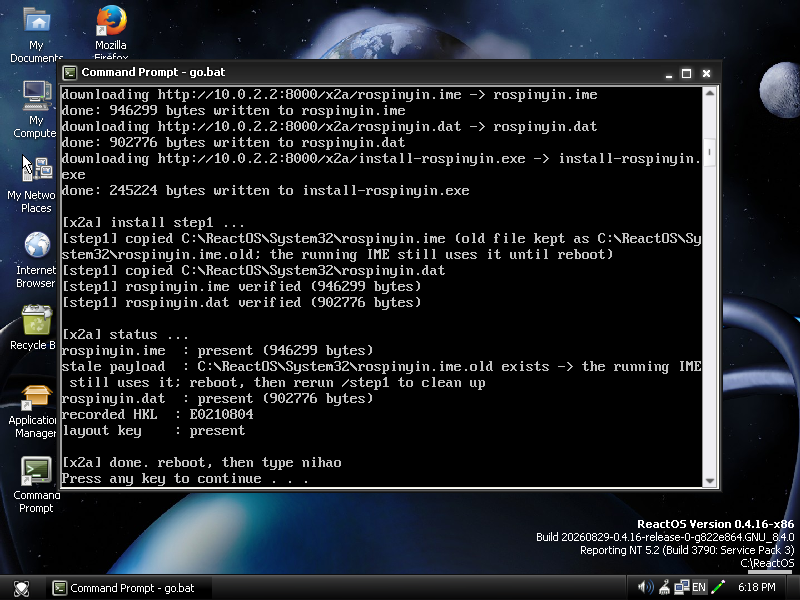 My
Documents
Mozilla
Firefox
My
Computer
My Netwo
Places
Internet
Browser
Recycle B
Application
Manager
Command
Prompt
Command Prompt - go.bat
downloading http://10.0.2.2:8000/x2a/rospinyin.ime -> rospinyin.ime
done: 946299 bytes written to rospinyin.ime
downloading http://10.0.2.2:8000/x2a/rospinyin.dat -> rospinyin.dat
done: 902776 bytes written to rospinyin.dat
downloading http://10.0.2.2:8000/x2a/install-rospinyin.exe -> install-rospinyin.
exe
done: 245224 bytes written to install-rospinyin.exe
[x2a] install step1 ...
[step1] copied C:\ReactOS\System32\rospinyin.ime (old file kept as C:\ReactOS\Sy
stem32\rospinyin.ime.old; the running IME still uses it until reboot)
[step1] copied C:\ReactOS\System32\rospinyin.dat
[step1] rospinyin.ime verified (946299 bytes)
[step1] rospinyin.dat verified (902776 bytes)
[x2a] status ...
rospinyin.ime  : present (946299 bytes)
stale payload  : C:\ReactOS\System32\rospinyin.ime.old exists -> the running IME
 still uses it; reboot, then rerun /step1 to clean up
rospinyin.dat  : present (902776 bytes)
recorded HKL  : E0210804
layout key     : present
[x2a] done. reboot, then type nihao
Press any key to continue . . .
ReactOS Version 0.4.16-x86
Build 20260829-0.4.16-release-0-g822e864.GNU_8.4.0
Reporting NT 5.2 (Build 3790: Service Pack 3)
C:\ReactOS
Command Prompt - go.bat
EN
6:18 PM